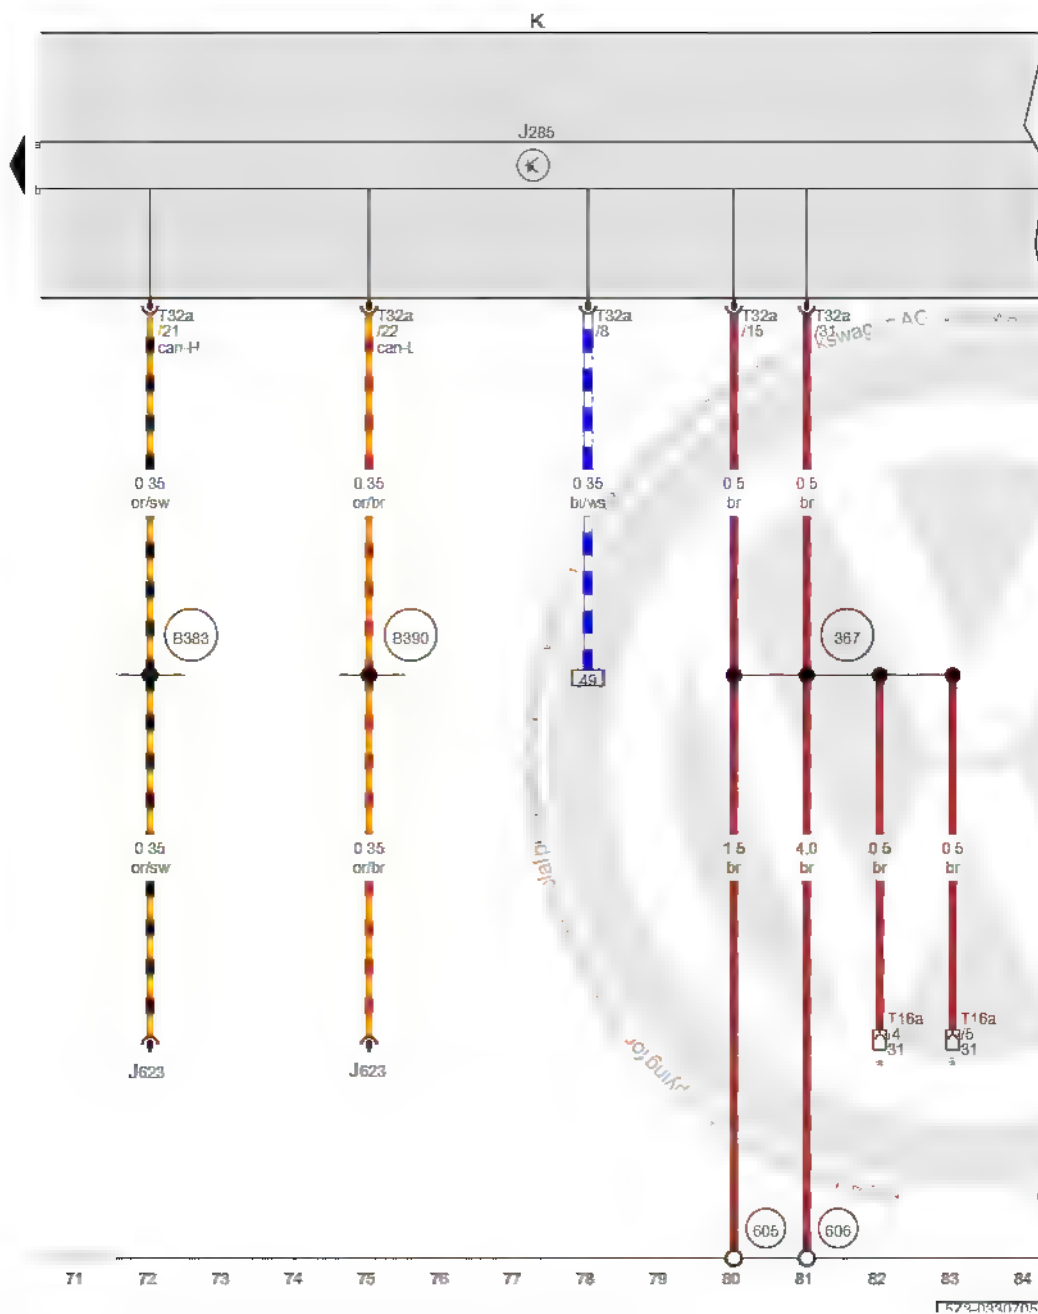 K
J285
T32a
/21
can-H
T32a
/22
can-L
T32a
/8
T32a
/15
T32a
/31
kswag
AG
0.35
or/sw
0.35
or/br
0.35
bl/ws
0.5
br
0.5
br
B383
B390
367
49
0.35
or/sw
0.35
or/br
1.5
br
4.0
br
0.5
br
0.5
br
T16a
/4
31
*
T16a
/5
31
*
J623
J623
605
606
71 72 73 74 75 76 77 78 79 80 81 82 83 84